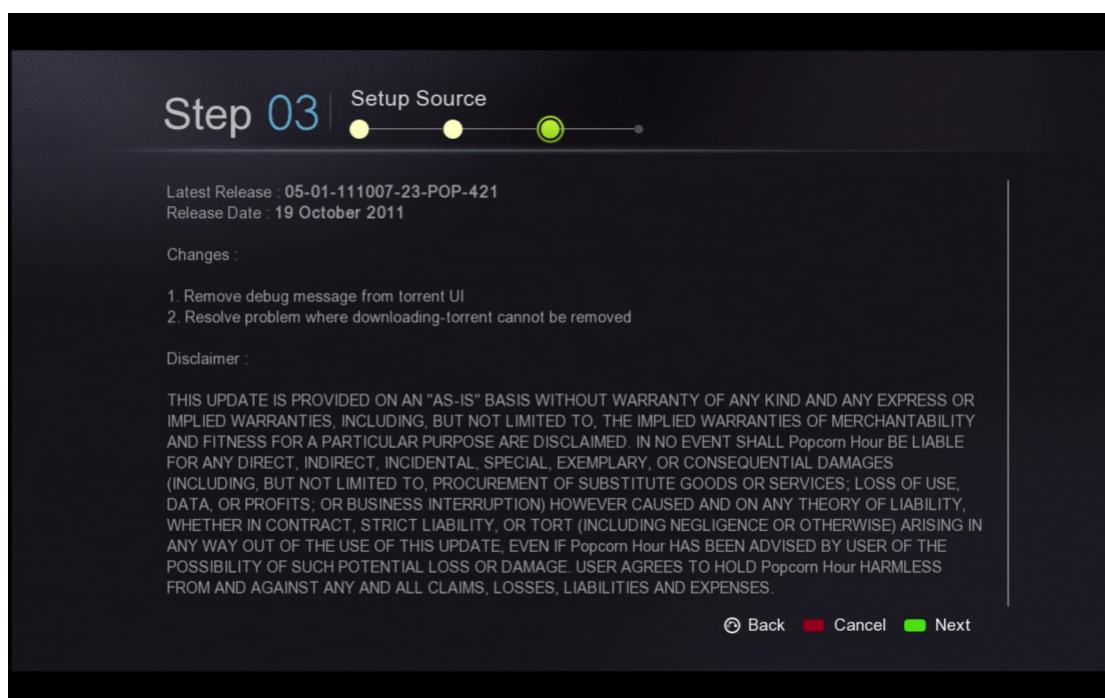 Step 03
Setup Source
Latest Release : 05-01-111007-23-POP-421
Release Date : 19 October 2011
Changes :
1. Remove debug message from torrent UI
2. Resolve problem where downloading-torrent cannot be removed
Disclaimer :
THIS UPDATE IS PROVIDED ON AN "AS-IS" BASIS WITHOUT WARRANTY OF ANY KIND AND ANY EXPRESS OR
IMPLIED WARRANTIES, INCLUDING, BUT NOT LIMITED TO, THE IMPLIED WARRANTIES OF MERCHANTABILITY
AND FITNESS FOR A PARTICULAR PURPOSE ARE DISCLAIMED. IN NO EVENT SHALL Popcorn Hour BE LIABLE
FOR ANY DIRECT, INDIRECT, INCIDENTAL, SPECIAL, EXEMPLARY, OR CONSEQUENTIAL DAMAGES
(INCLUDING, BUT NOT LIMITED TO, PROCUREMENT OF SUBSTITUTE GOODS OR SERVICES; LOSS OF USE,
DATA, OR PROFITS; OR BUSINESS INTERRUPTION) HOWEVER CAUSED AND ON ANY THEORY OF LIABILITY,
WHETHER IN CONTRACT, STRICT LIABILITY, OR TORT (INCLUDING NEGLIGENCE OR OTHERWISE) ARISING IN
ANY WAY OUT OF THE USE OF THIS UPDATE, EVEN IF Popcorn Hour HAS BEEN ADVISED BY USER OF THE
POSSIBILITY OF SUCH POTENTIAL LOSS OR DAMAGE. USER AGREES TO HOLD Popcorn Hour HARMLESS
FROM AND AGAINST ANY AND ALL CLAIMS, LOSSES, LIABILITIES AND EXPENSES.
Back Cancel Next